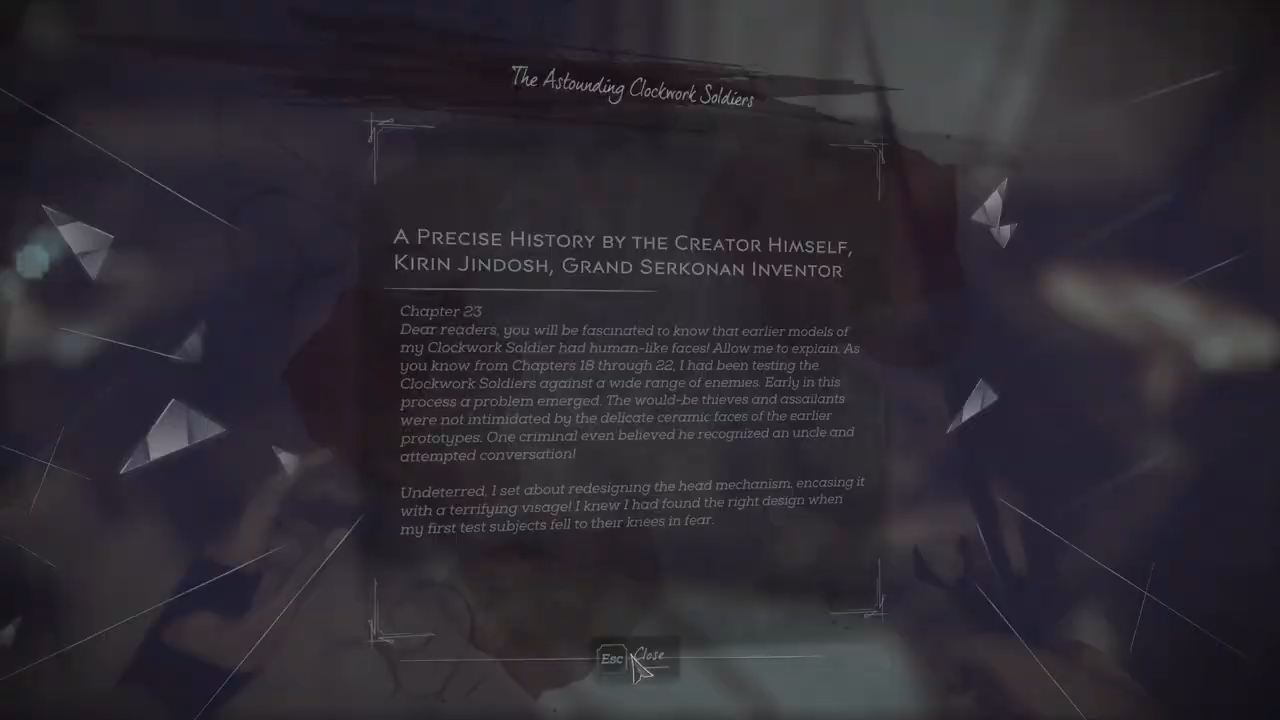 The Astounding Clockwork Soldiers
A Precise History by the Creator Himself,
Kirin Jindosh, Grand Serkonan Inventor
Chapter 23
Dear readers, you will be fascinated to know that earlier models of
my Clockwork Soldier had human-like faces! Allow me to explain. As
you know from Chapters 18 through 22, I had been testing the
Clockwork Soldiers against a wide range of enemies. Early in this
process a problem emerged. The would-be thieves and assailants
were not intimidated by the delicate ceramic faces of the earlier
prototypes. One criminal even believed he recognized an uncle and
attempted conversation!
Undeterred, I set about redesigning the head mechanism, encasing it
with a terrifying visage! I knew I had found the right design when
my first test subjects fell to their knees in fear.
Esc Close